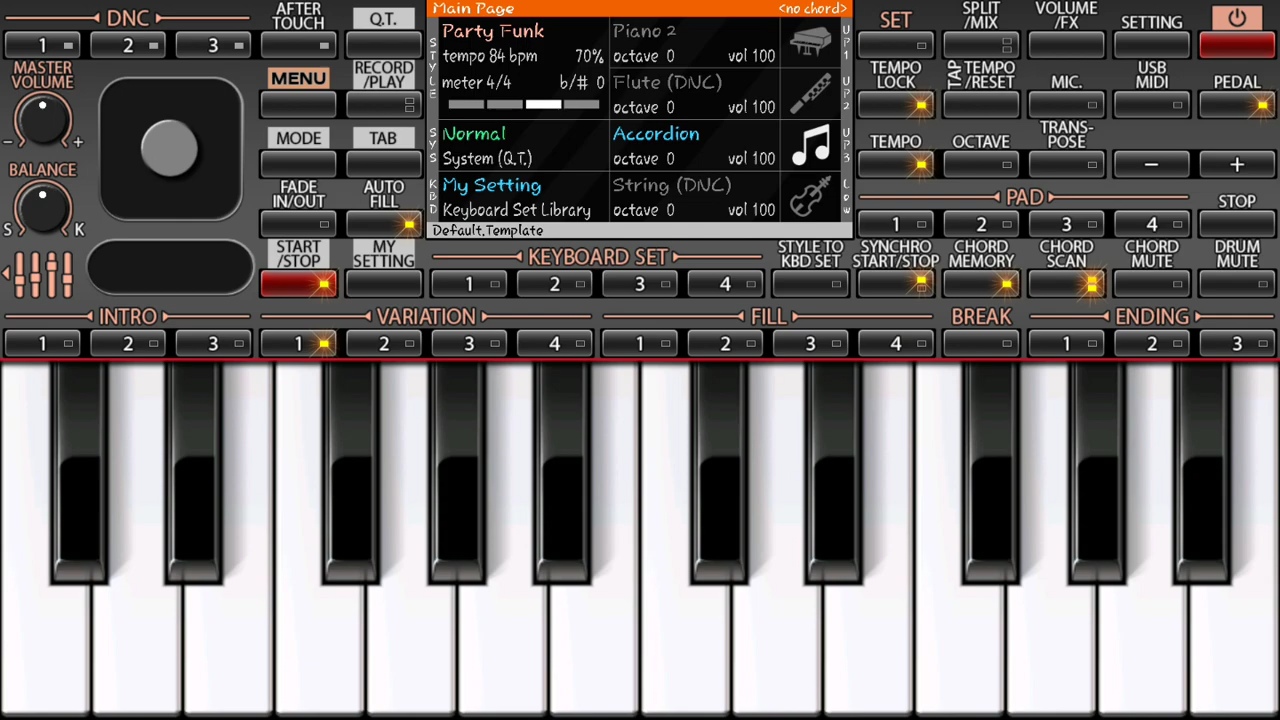 DNC
1 2 3
AFTER TOUCH
Q.T.
MASTER VOLUME
- +
BALANCE
S K
MENU
RECORD /PLAY
MODE
TAB
FADE IN/OUT
AUTO FILL
START /STOP
MY SETTING
Main Page <no chord>
STYLE
Party Funk
tempo 84 bpm 70%
meter 4/4 b/# 0
SYS
Normal
System (Q.T.)
KBD
My Setting
Keyboard Set Library
Piano 2
octave 0 vol 100
UP1
Flute (DNC)
octave 0 vol 100
UP2
Accordion
octave 0 vol 100
UP3
String (DNC)
octave 0 vol 100
Low
Default.Template
KEYBOARD SET
1 2 3 4
STYLE TO KBD SET
SET
SPLIT /MIX
VOLUME /FX
SETTING
TEMPO LOCK
TAP TEMPO /RESET
MIC.
USB MIDI
PEDAL
TEMPO
OCTAVE
TRANS-POSE
- +
PAD
1 2 3 4
STOP
SYNCHRO START/STOP
CHORD MEMORY
CHORD SCAN
CHORD MUTE
DRUM MUTE
INTRO
1 2 3
VARIATION
1 2 3 4
FILL
1 2 3 4
BREAK
ENDING
1 2 3